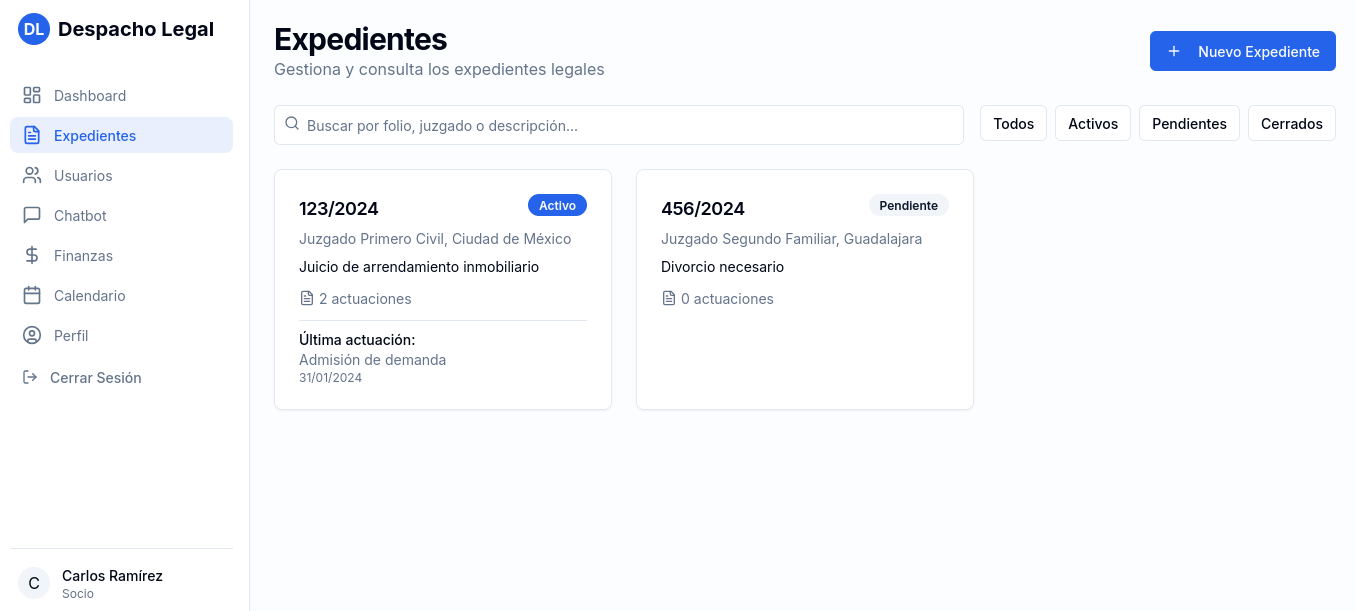 DL Despacho Legal
Dashboard
Expedientes
Usuarios
Chatbot
Finanzas
Calendario
Perfil
Cerrar Sesión
C
Carlos Ramírez
Socio
Expedientes
Gestiona y consulta los expedientes legales
+ Nuevo Expediente
Buscar por folio, juzgado o descripción...
Todos
Activos
Pendientes
Cerrados
123/2024
Activo
Juzgado Primero Civil, Ciudad de México
Juicio de arrendamiento inmobiliario
2 actuaciones
Última actuación:
Admisión de demanda
31/01/2024
456/2024
Pendiente
Juzgado Segundo Familiar, Guadalajara
Divorcio necesario
0 actuaciones